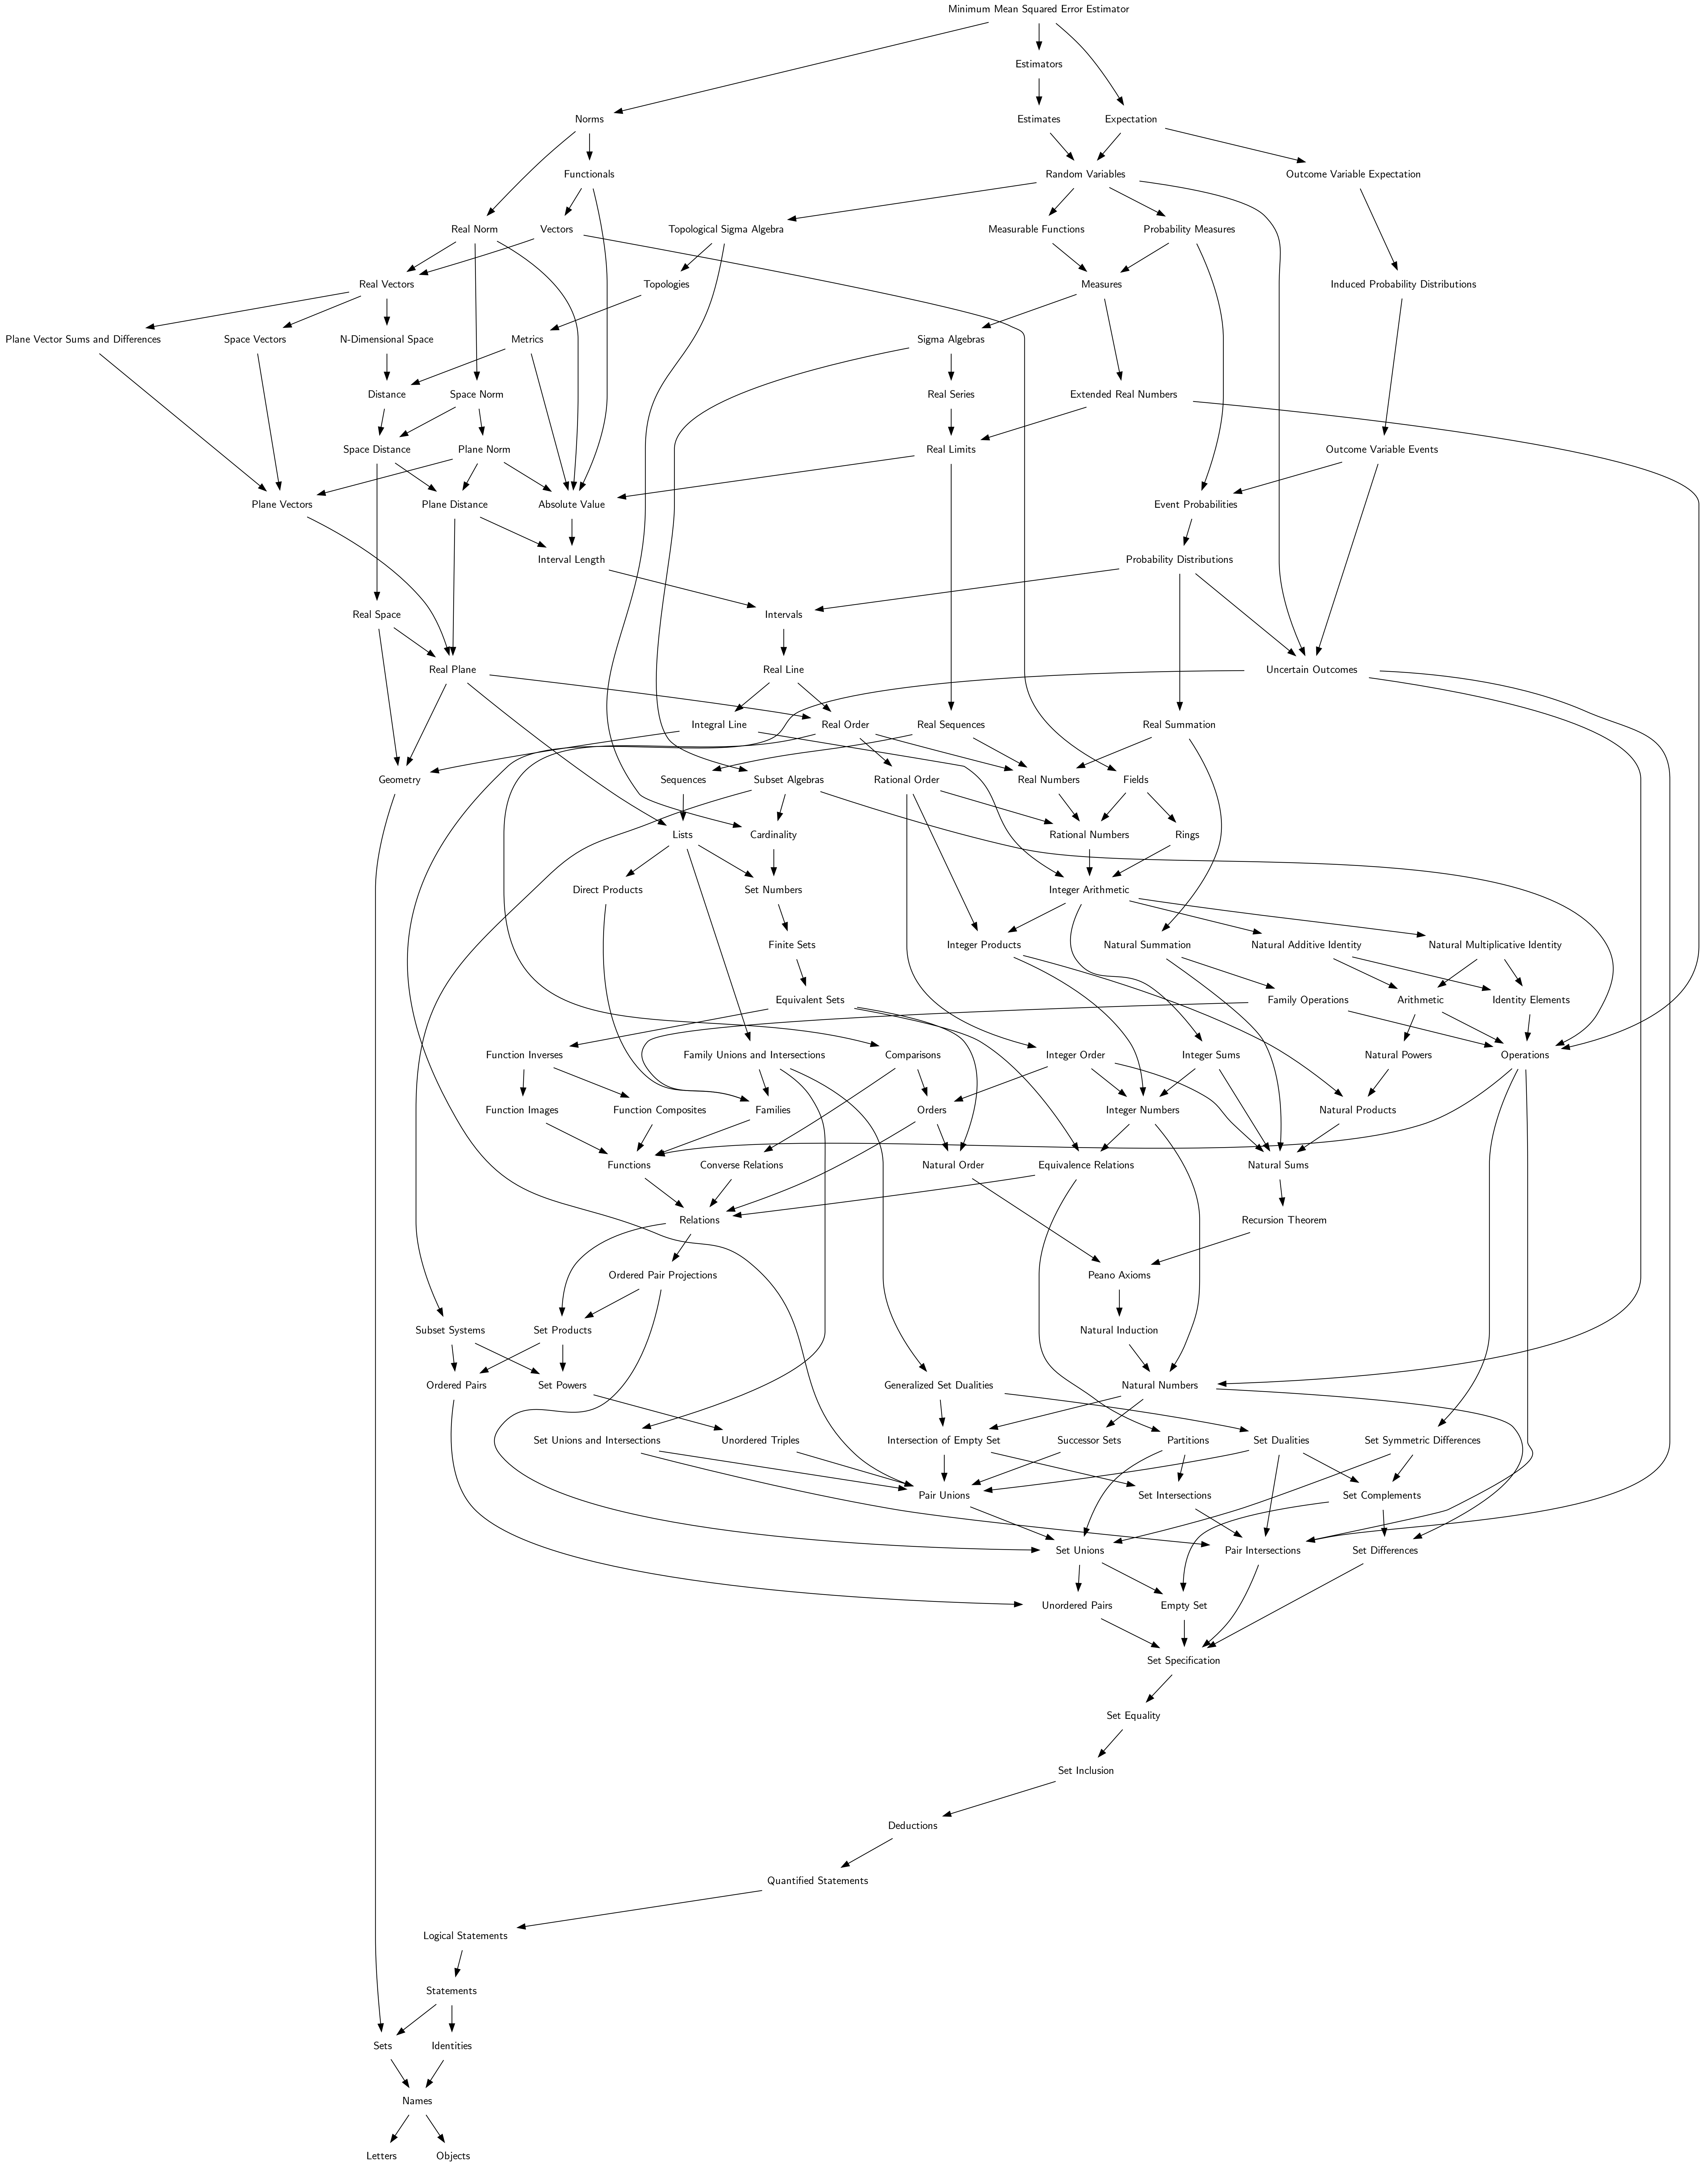 Minimum Mean Squared Error Estimator
Estimators
Norms
Estimates
Expectation
Functionals
Random Variables
Outcome Variable Expectation
Real Norm
Vectors
Topological Sigma Algebra
Measurable Functions
Probability Measures
Real Vectors
Topologies
Measures
Induced Probability Distributions
Plane Vector Sums and Differences
Space Vectors
N-Dimensional Space
Metrics
Sigma Algebras
Distance
Space Norm
Real Series
Extended Real Numbers
Space Distance
Plane Norm
Real Limits
Outcome Variable Events
Plane Vectors
Plane Distance
Absolute Value
Event Probabilities
Interval Length
Probability Distributions
Real Space
Intervals
Real Plane
Real Line
Uncertain Outcomes
Integral Line
Real Order
Real Sequences
Real Summation
Geometry
Sequences
Subset Algebras
Rational Order
Real Numbers
Fields
Lists
Cardinality
Rational Numbers
Rings
Direct Products
Set Numbers
Integer Arithmetic
Finite Sets
Integer Products
Natural Summation
Natural Additive Identity
Natural Multiplicative Identity
Equivalent Sets
Family Operations
Arithmetic
Identity Elements
Function Inverses
Family Unions and Intersections
Comparisons
Integer Order
Integer Sums
Natural Powers
Operations
Function Images
Function Composites
Families
Orders
Integer Numbers
Natural Products
Functions
Converse Relations
Natural Order
Equivalence Relations
Natural Sums
Relations
Recursion Theorem
Ordered Pair Projections
Peano Axioms
Subset Systems
Set Products
Natural Induction
Ordered Pairs
Set Powers
Generalized Set Dualities
Natural Numbers
Set Unions and Intersections
Unordered Triples
Intersection of Empty Set
Successor Sets
Partitions
Set Dualities
Set Symmetric Differences
Pair Unions
Set Intersections
Set Complements
Set Unions
Pair Intersections
Set Differences
Unordered Pairs
Empty Set
Set Specification
Set Equality
Set Inclusion
Deductions
Quantified Statements
Logical Statements
Statements
Sets
Identities
Names
Letters
Objects